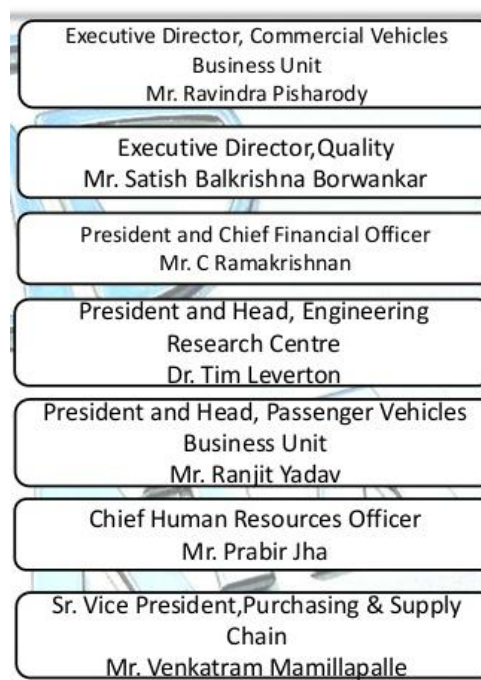 Executive Director, Commercial Vehicles
Business Unit
Mr. Ravindra Pisharody
Executive Director,Quality
Mr. Satish Balkrishna Borwankar
President and Chief Financial Officer
Mr. C Ramakrishnan
President and Head, Engineering
Research Centre
Dr. Tim Leverton
President and Head, Passenger Vehicles
Business Unit
Mr. Ranjit Yadav
Chief Human Resources Officer
Mr. Prabir Jha
Sr. Vice President,Purchasing & Supply
Chain
Mr. Venkatram Mamillapalle